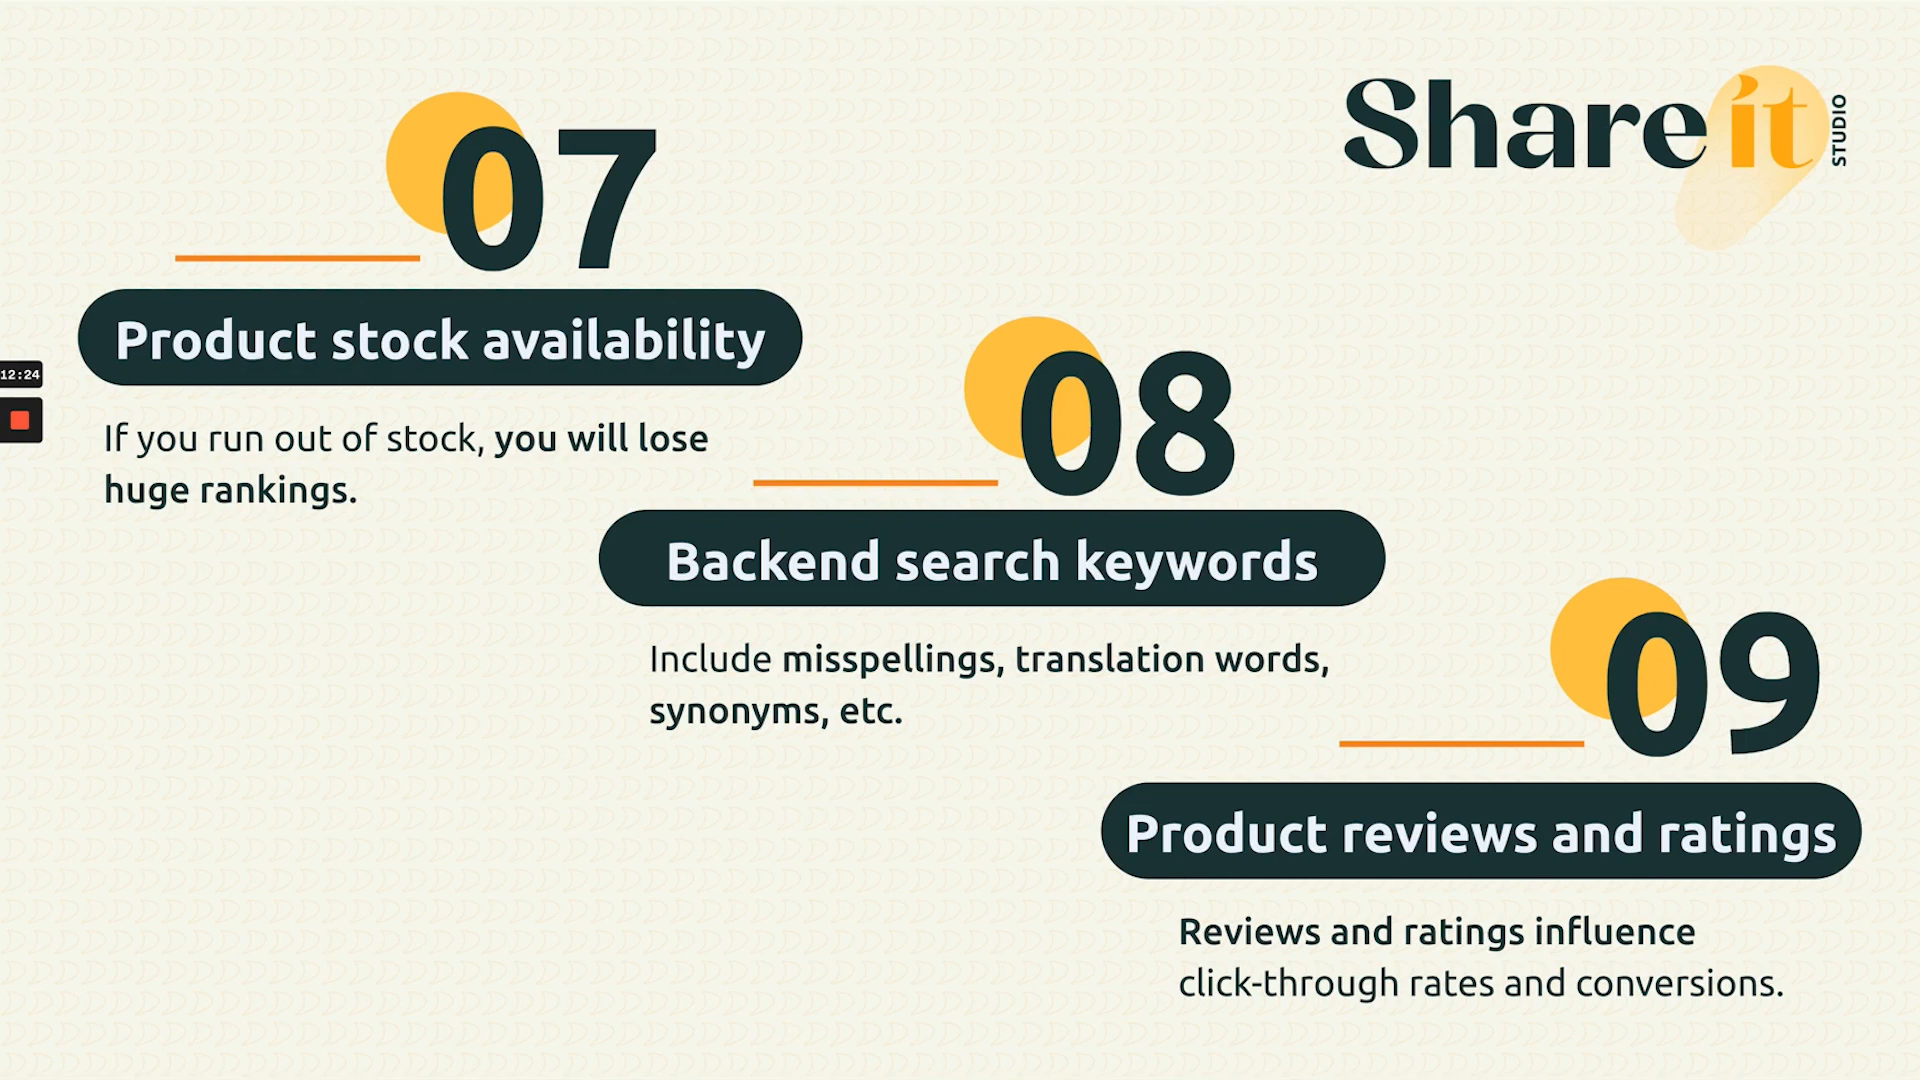 Share it STUDIO
07
Product stock availability
If you run out of stock, you will lose
huge rankings.
12:24
08
Backend search keywords
Include misspellings, translation words,
synonyms, etc.
09
Product reviews and ratings
Reviews and ratings influence
click-through rates and conversions.